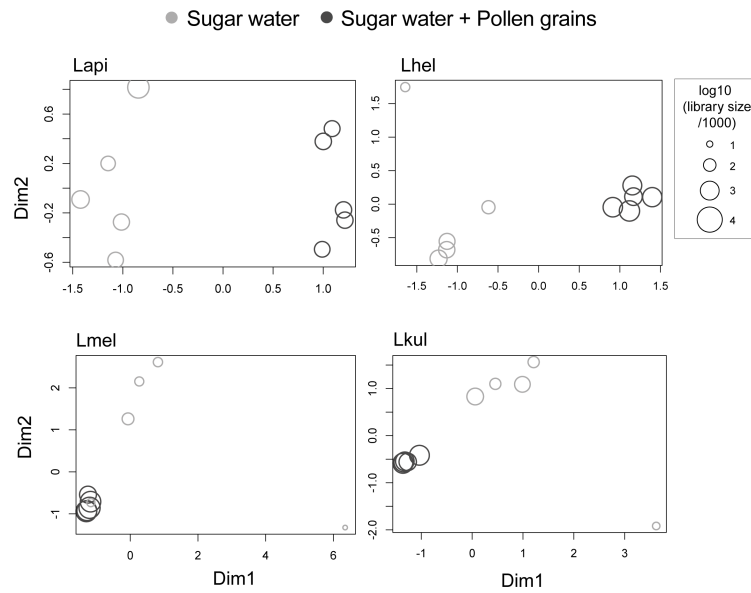 Sugar water Sugar water + Pollen grains
Lapi
Lhel
Dim2
0.6
0.2
-0.2
-0.6
-1.5 -1.0 -0.5 0.0 0.5 1.0
1.5
1.0
0.5
0.0
-0.5
-1.5 -1.0 -0.5 0.0 0.5 1.0 1.5
log10
(library size
/1000)
1
2
3
4
Lmel
Lkul
Dim2
2
1
0
-1
0 2 4 6
Dim1
1.0
0.0
-1.0
-2.0
-1 0 1 2 3
Dim1